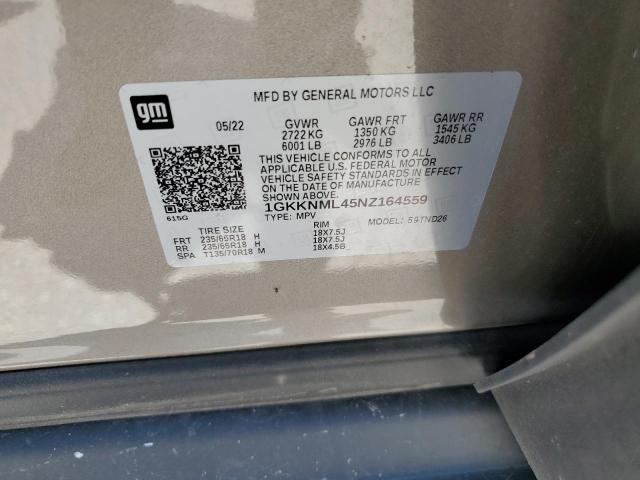 gm
MFD BY GENERAL MOTORS LLC
05/22 GVWR GAWR FRT GAWR RR
2722 KG 1350 KG 1545 KG
6001 LB 2976 LB 3406 LB
THIS VEHICLE CONFORMS TO ALL
APPLICABLE U.S. FEDERAL MOTOR
VEHICLE SAFETY STANDARDS IN EFFECT
ON THE DATE OF MANUFACTURE
SHOWN ABOVE.
1GKKNML45NZ164559
615G TYPE: MPV MODEL: 59TND26
TIRE SIZE RIM
FRT 235/65R18 H 18X7.5J
RR 235/65R18 H 18X7.5J
SPA T135/70R18 M 18X4.5B